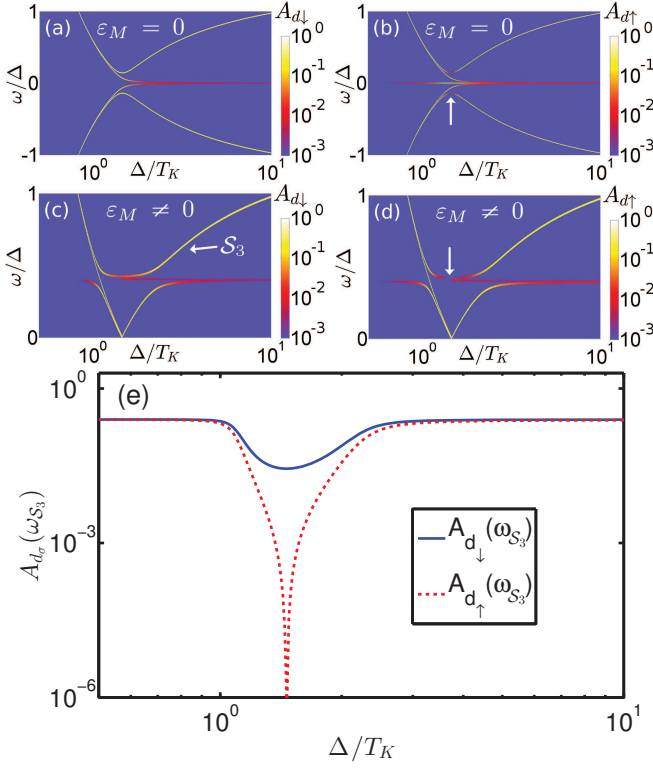 (a) ε_M = 0 A_{d↓}
1 10^0
10^{-1}
ω/Δ 0
10^{-2}
-1 10^{-3}
10^0 Δ/T_K 10^1
(b) ε_M = 0 A_{d↑}
1 10^0
10^{-1}
ω/Δ 0
10^{-2}
-1 10^{-3}
10^0 Δ/T_K 10^1
(c) ε_M ≠ 0 A_{d↓}
1 10^0
10^{-1}
ω/Δ S_3
10^{-2}
0 10^{-3}
10^0 Δ/T_K 10^1
(d) ε_M ≠ 0 A_{d↑}
1 10^0
10^{-1}
ω/Δ
10^{-2}
0 10^{-3}
10^0 Δ/T_K 10^1
(e)
10^0
10^{-3}
10^{-6}
A_{dσ}(ω_{S_3})
A_{d↓}(ω_{S_3})
A_{d↑}(ω_{S_3})
10^0 10^1
Δ/T_K